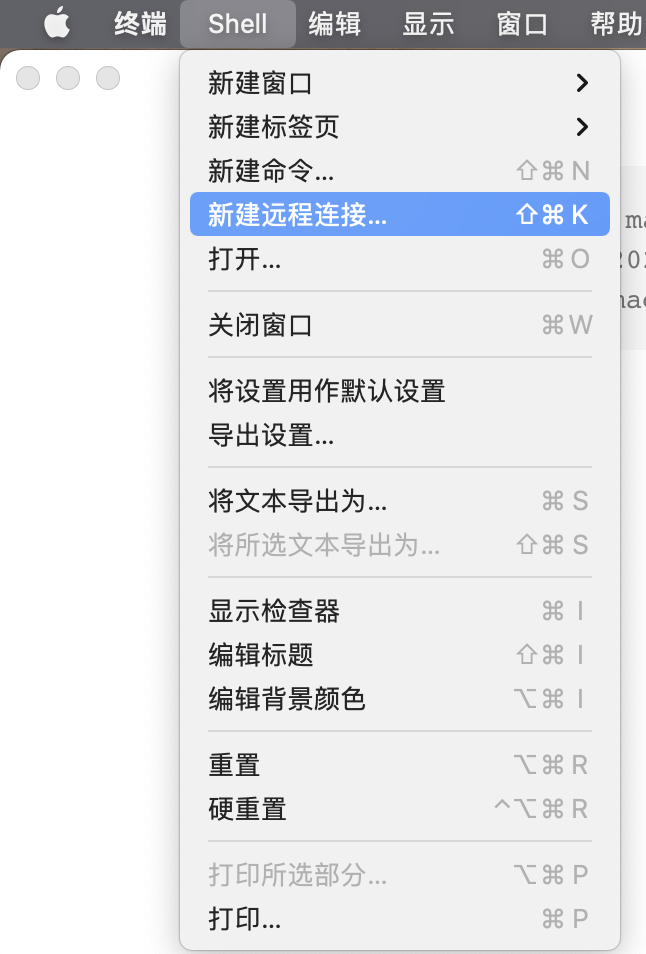 终端 Shell 编辑 显示 窗口 帮助
新建窗口
新建标签页
新建命令... ⇧⌘N
新建远程连接... ⇧⌘K
打开... ⌘O
关闭窗口 ⌘W
将设置用作默认设置
导出设置...
将文本导出为... ⌘S
将所选文本导出为... ⇧⌘S
显示检查器 ⌘I
编辑标题 ⇧⌘I
编辑背景颜色 ⌥⌘I
重置 ⌥⌘R
硬重置 ^⌥⌘R
打印所选部分... ⌥⌘P
打印... ⌘P